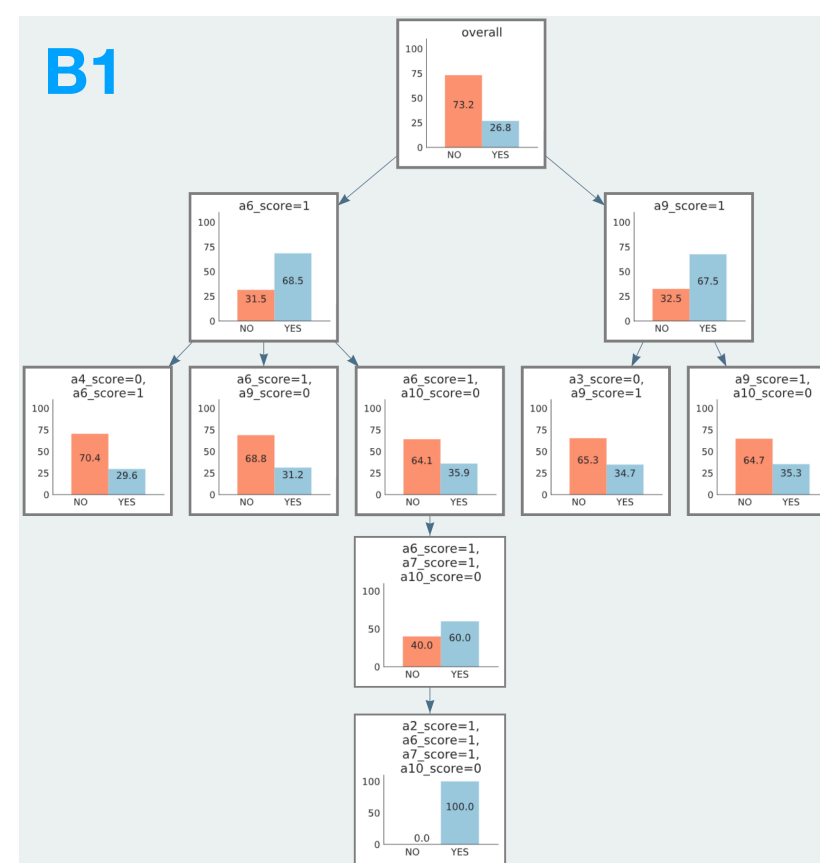 B1
overall
100
75
50
25
0
73.2
26.8
NO YES
a6_score=1
100
75
50
25
0
31.5
68.5
NO YES
a9_score=1
100
75
50
25
0
32.5
67.5
NO YES
a4_score=0,
a6_score=1
100
75
50
25
0
70.4
29.6
NO YES
a6_score=1,
a9_score=0
100
75
50
25
0
68.8
31.2
NO YES
a6_score=1,
a10_score=0
100
75
50
25
0
64.1
35.9
NO YES
a3_score=0,
a9_score=1
100
75
50
25
0
65.3
34.7
NO YES
a9_score=1,
a10_score=0
100
75
50
25
0
64.7
35.3
NO YES
a6_score=1,
a7_score=1,
a10_score=0
100
50
0
40.0
60.0
NO YES
a2_score=1,
a6_score=1,
a7_score=1,
a10_score=0
100
50
0
0.0
100.0
NO YES